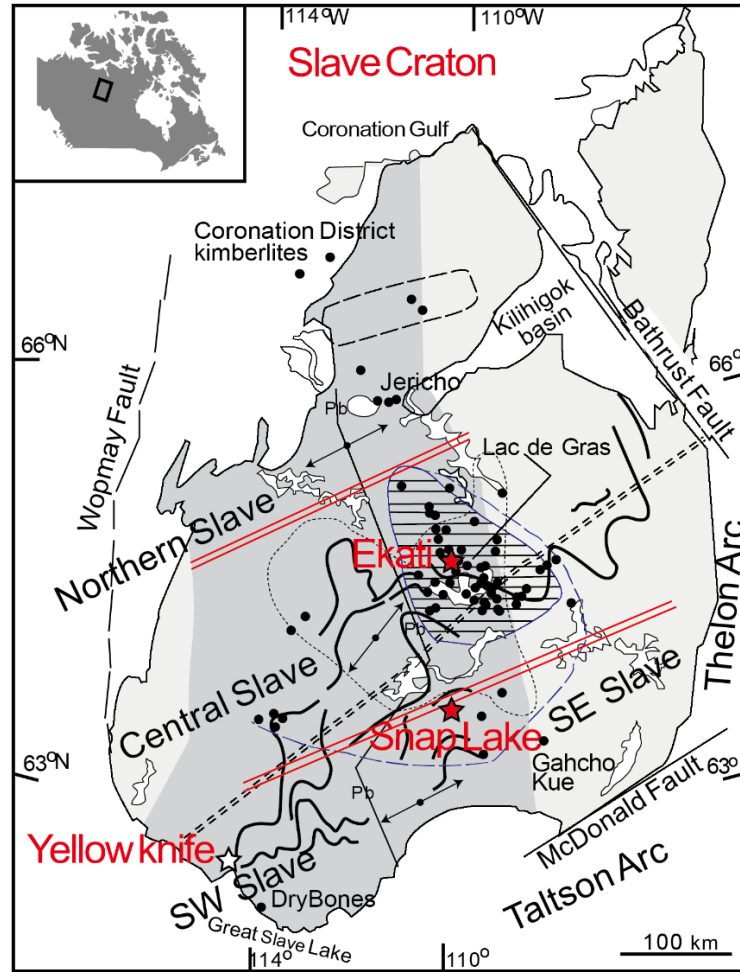 114°W
110°W
Slave Craton
Coronation Gulf
Coronation District
kimberlites
Kilihigok
basin
Bathrust Fault
66°N
66°
Jericho
Pb
Wopmay Fault
Lac de Gras
Northern Slave
Ekati
Pb
Thelon Arc
Central Slave
SE Slave
Snap Lake
63°N
Gahcho
Kue
63°
Pb
McDonald Fault
Yellow knife
SW Slave
Taltson Arc
DryBones
Great Slave Lake
114°
110°
100 km